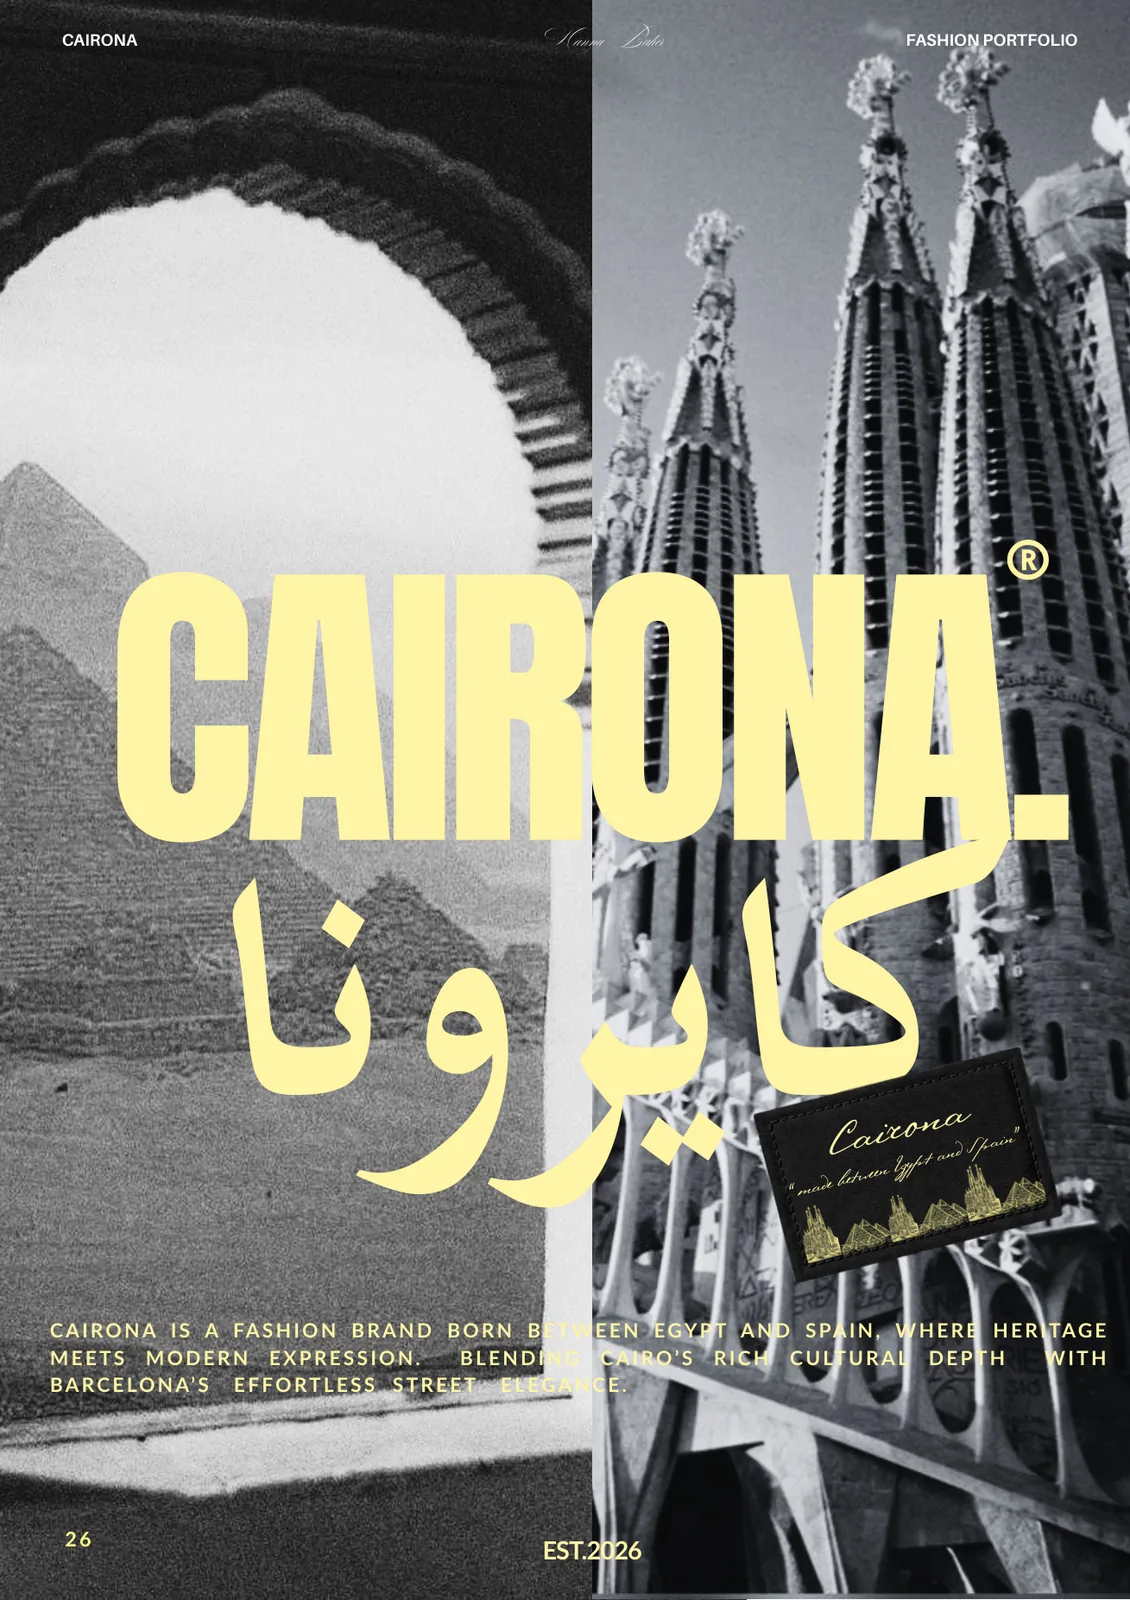 CAIRONA
Hanna Baker
FASHION PORTFOLIO
CAIRONA.®
كايرونا
Cairona
"made between Egypt and Spain"
CAIRONA IS A FASHION BRAND BORN BETWEEN EGYPT AND SPAIN, WHERE HERITAGE
MEETS MODERN EXPRESSION. BLENDING CAIRO'S RICH CULTURAL DEPTH WITH
BARCELONA'S EFFORTLESS STREET ELEGANCE.
26
EST.2026